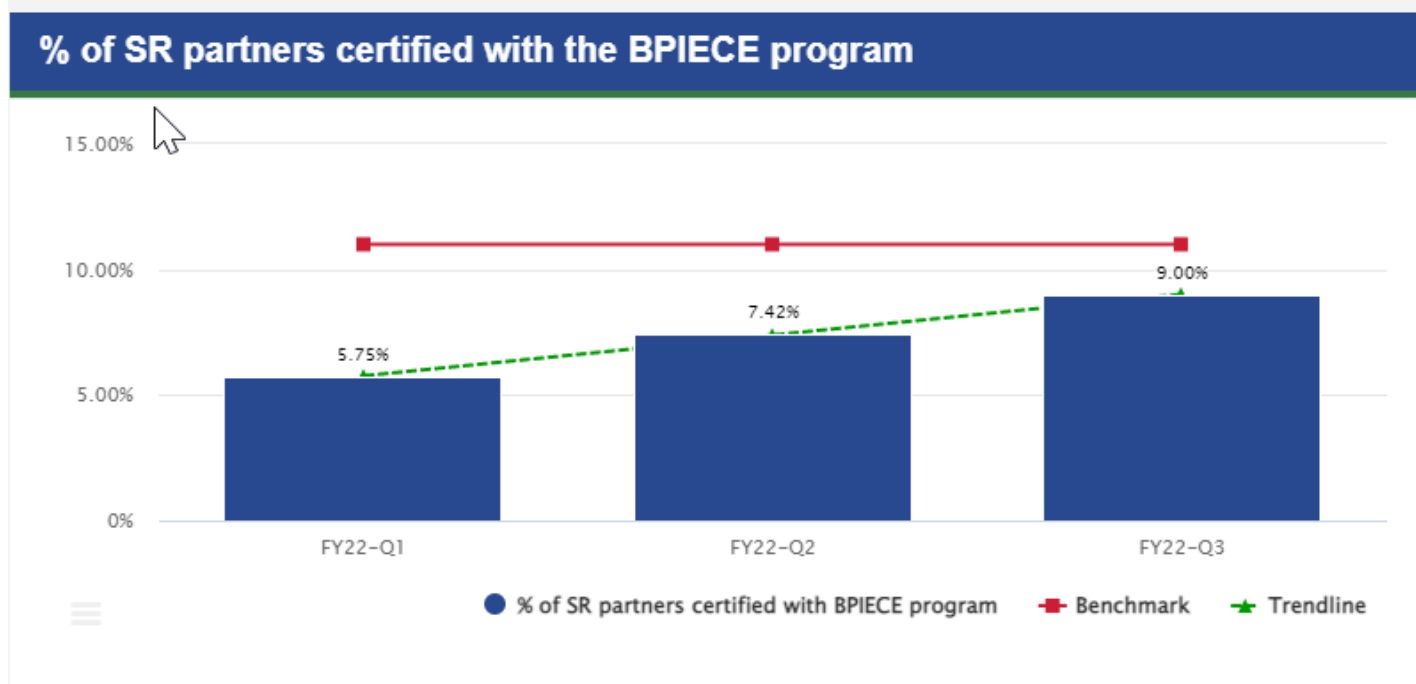 % of SR partners certified with the BPIECE program
15.00%
10.00%
5.00%
0%
5.75%
7.42%
9.00%
FY22-Q1
FY22-Q2
FY22-Q3
% of SR partners certified with BPIECE program
Benchmark
Trendline